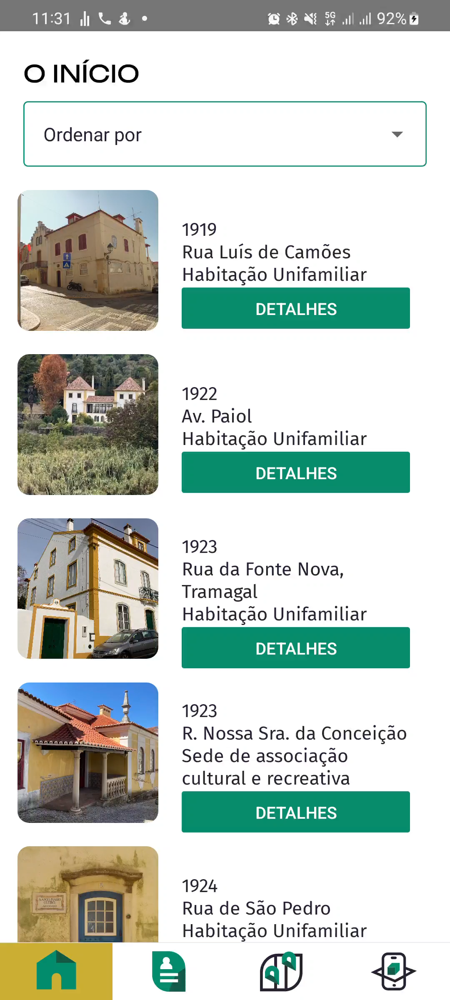 11:31
5G
92%
O INÍCIO
Ordenar por
1919
Rua Luís de Camões
Habitação Unifamiliar
DETALHES
1922
Av. Paiol
Habitação Unifamiliar
DETALHES
1923
Rua da Fonte Nova,
Tramagal
Habitação Unifamiliar
DETALHES
1923
R. Nossa Sra. da Conceição
Sede de associação
cultural e recreativa
DETALHES
1924
Rua de São Pedro
Habitação Unifamiliar
ADVOGADO